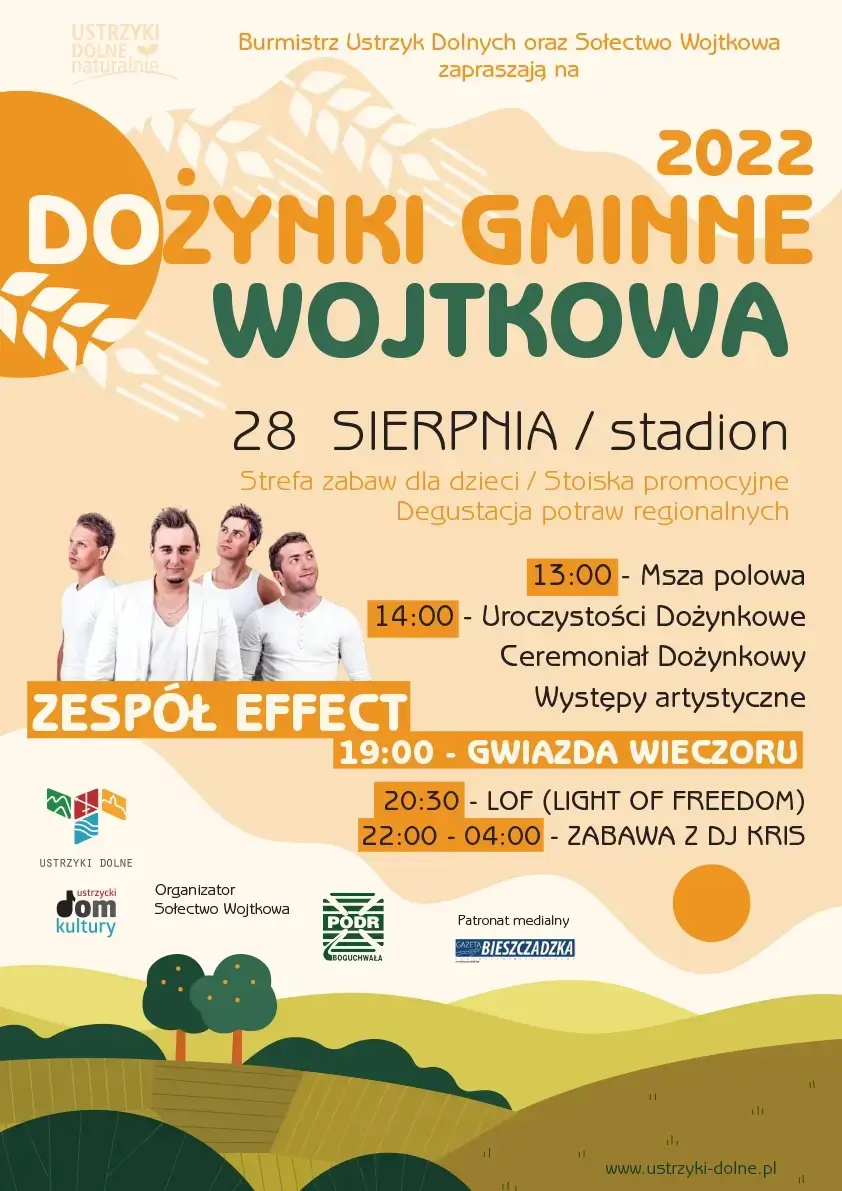 USTRZYKI
DOLNE
naturalnie
Burmistrz Ustrzyk Dolnych oraz Sołectwo Wojtkowa
zapraszają na
2022
DOŻYNKI GMINNE
WOJTKOWA
28 SIERPNIA / stadion
Strefa zabaw dla dzieci / Stoiska promocyjne
Degustacja potraw regionalnych
13:00 - Msza polowa
14:00 - Uroczystości Dożynkowe
Ceremoniał Dożynkowy
Występy artystyczne
ZESPÓŁ EFFECT
19:00 - GWIAZDA WIECZORU
20:30 - LOF (LIGHT OF FREEDOM)
22:00 - 04:00 - ZABAWA Z DJ KRIS
USTRZYKI DOLNE
ustrzycki
dom
kultury
Organizator
Sołectwo Wojtkowa
PODR
BOGUCHWAŁA
Patronat medialny
GAZETA BIESZCZADZKA
www.ustrzyki-dolne.pl